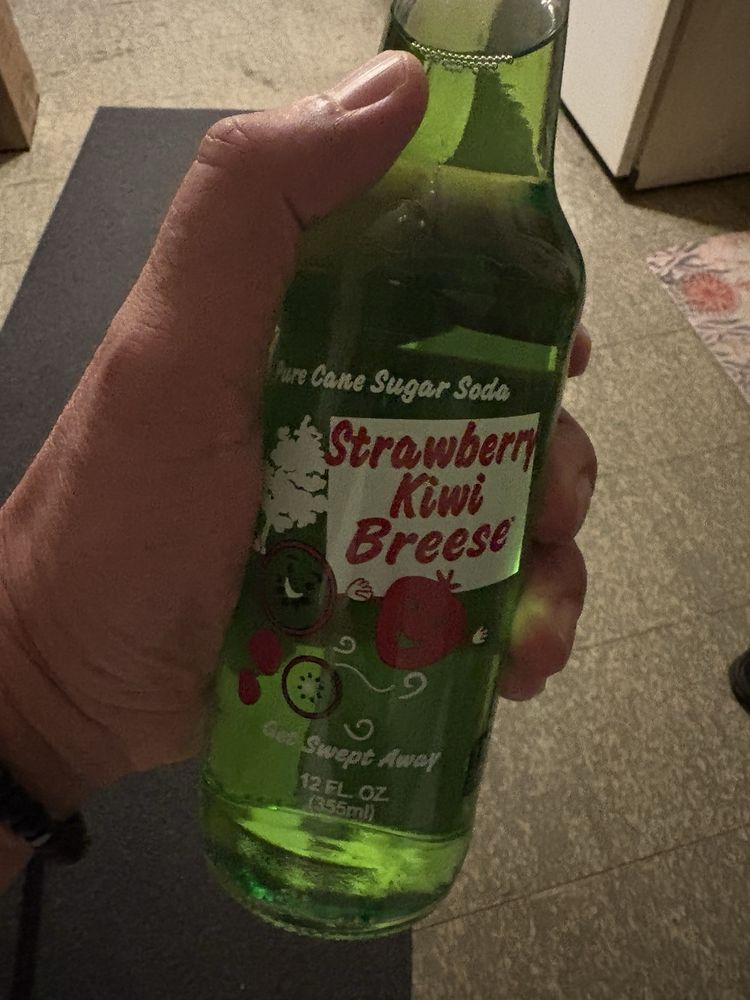 Pure Cane Sugar Soda
Strawberry
Kiwi
Breese
Get Swept Away
12 FL. OZ
(355ml)